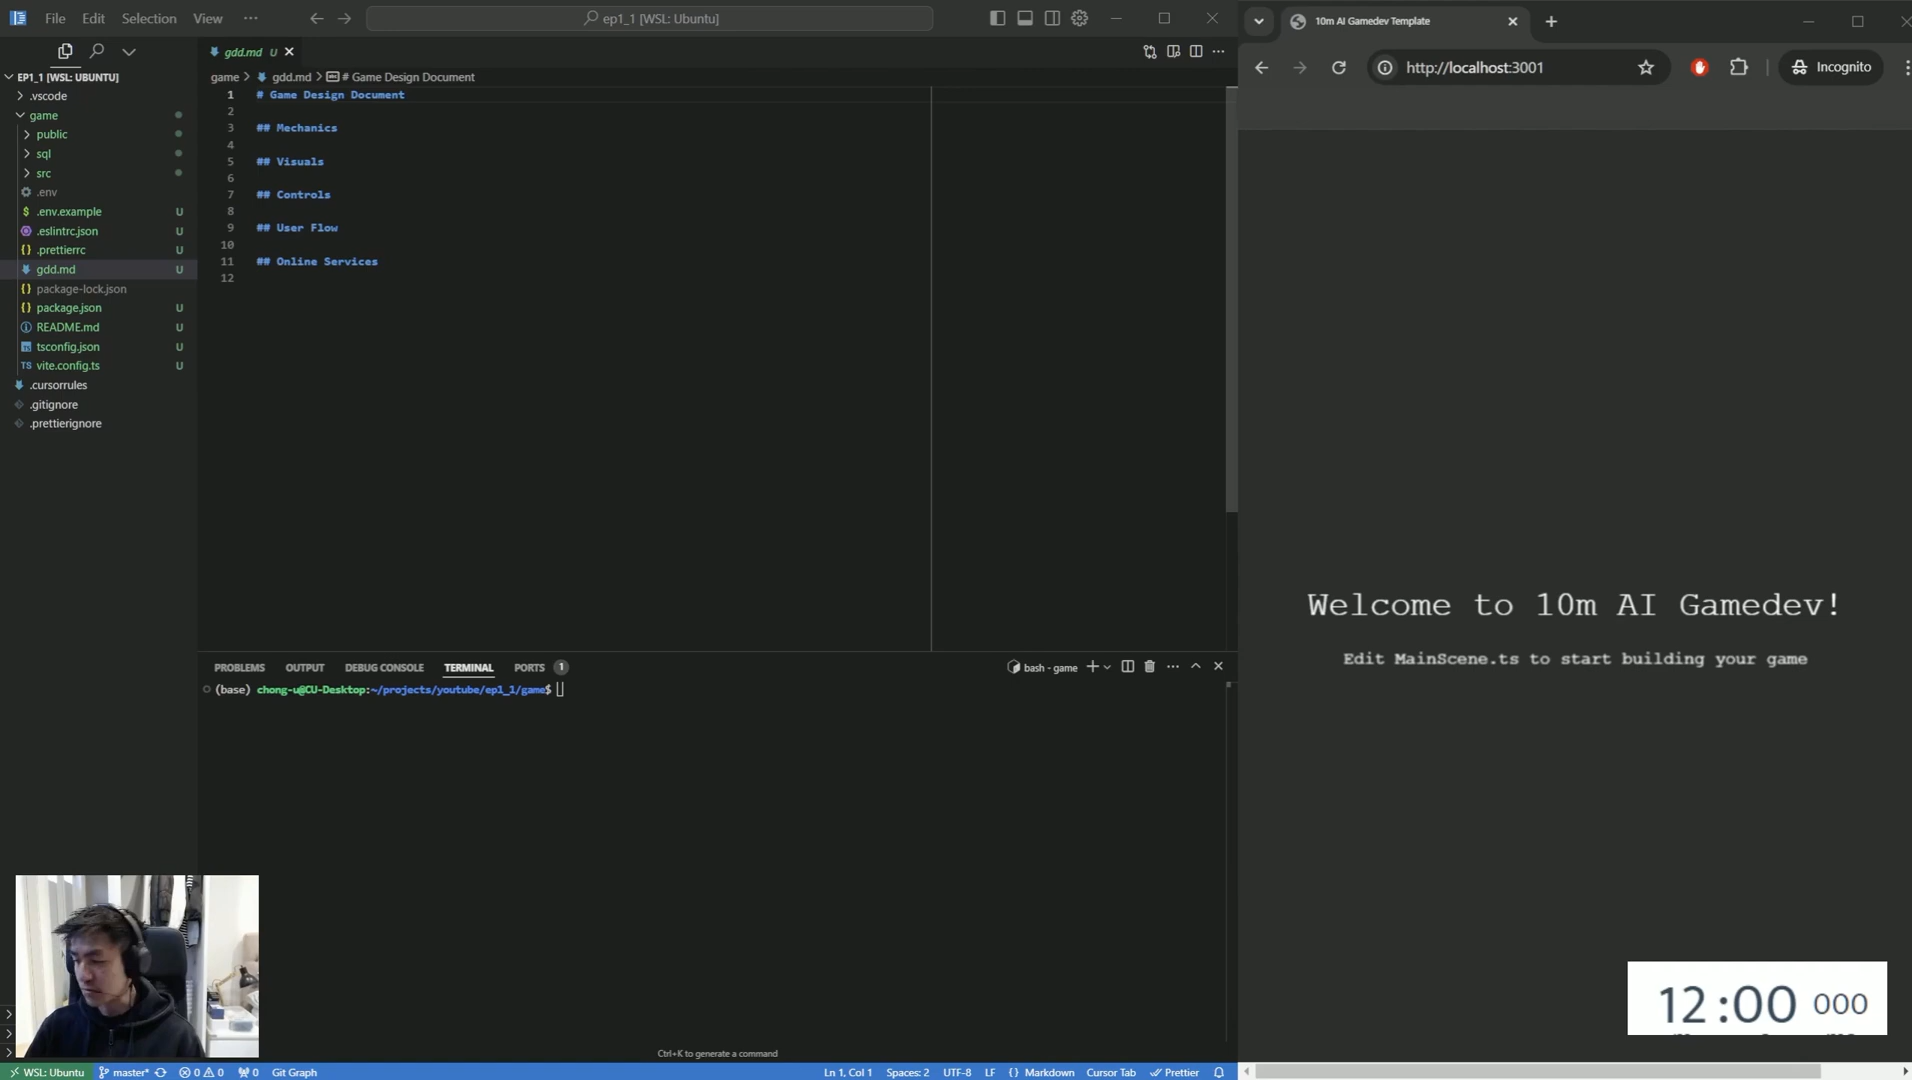 File Edit Selection View ···
ep1_1 [WSL: Ubuntu]
EP1_1 [WSL: UBUNTU]
.vscode
game
public
sql
src
.env
$ .env.example U
.eslintrc.json U
{} .prettierrc U
gdd.md U
{} package-lock.json
{} package.json U
README.md U
tsconfig.json U
TS vite.config.ts U
.cursorrules
.gitignore
.prettierignore
gdd.md U
game > gdd.md > # Game Design Document
1 # Game Design Document
2
3 ## Mechanics
4
5 ## Visuals
6
7 ## Controls
8
9 ## User Flow
10
11 ## Online Services
12
PROBLEMS OUTPUT DEBUG CONSOLE TERMINAL PORTS 1
bash - game
(base) chong-u@CU-Desktop:~/projects/youtube/ep1_1/game$
Ctrl+K to generate a command
WSL: Ubuntu master* 0 0 0 Git Graph
Ln 1, Col 1 Spaces: 2 UTF-8 LF {} Markdown Cursor Tab Prettier
10m AI Gamedev Template
http://localhost:3001
Incognito
Welcome to 10m AI Gamedev!
Edit MainScene.ts to start building your game
12:00 000